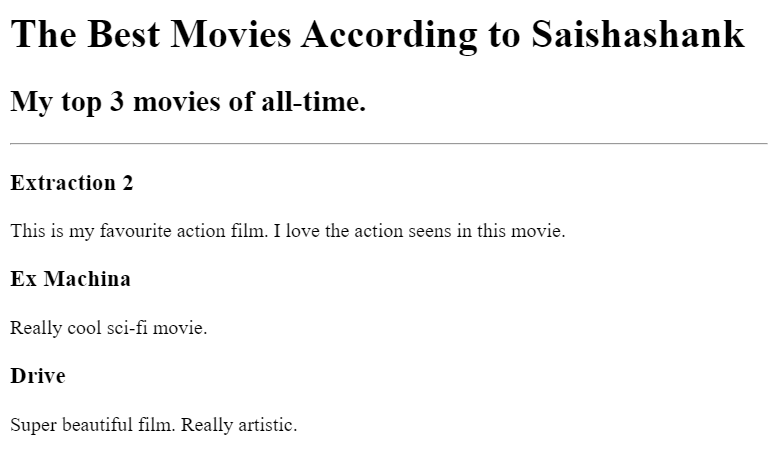 The Best Movies According to Saishashank
My top 3 movies of all-time.
Extraction 2
This is my favourite action film. I love the action seens in this movie.
Ex Machina
Really cool sci-fi movie.
Drive
Super beautiful film. Really artistic.